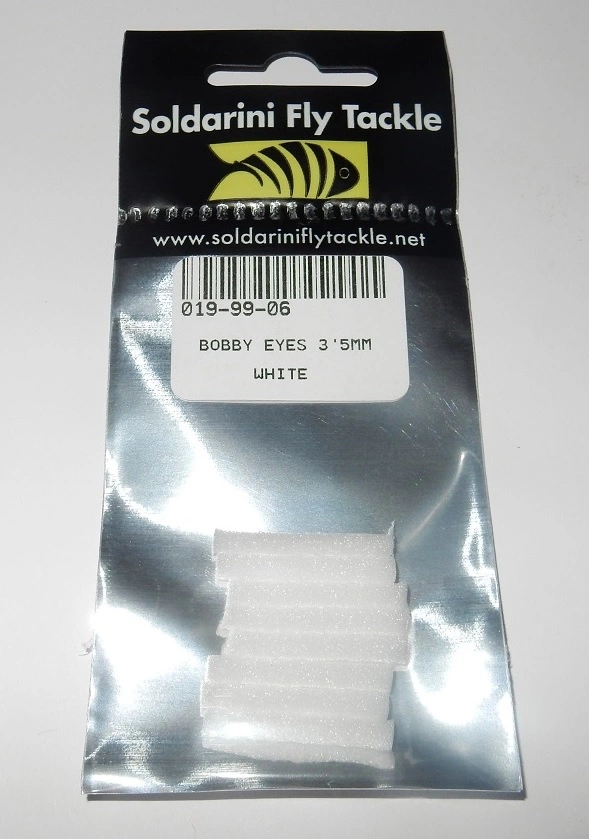 Soldarini Fly Tackle
www.soldariniflytackle.net
019-99-06
BOBBY EYES 3'5MM
WHITE